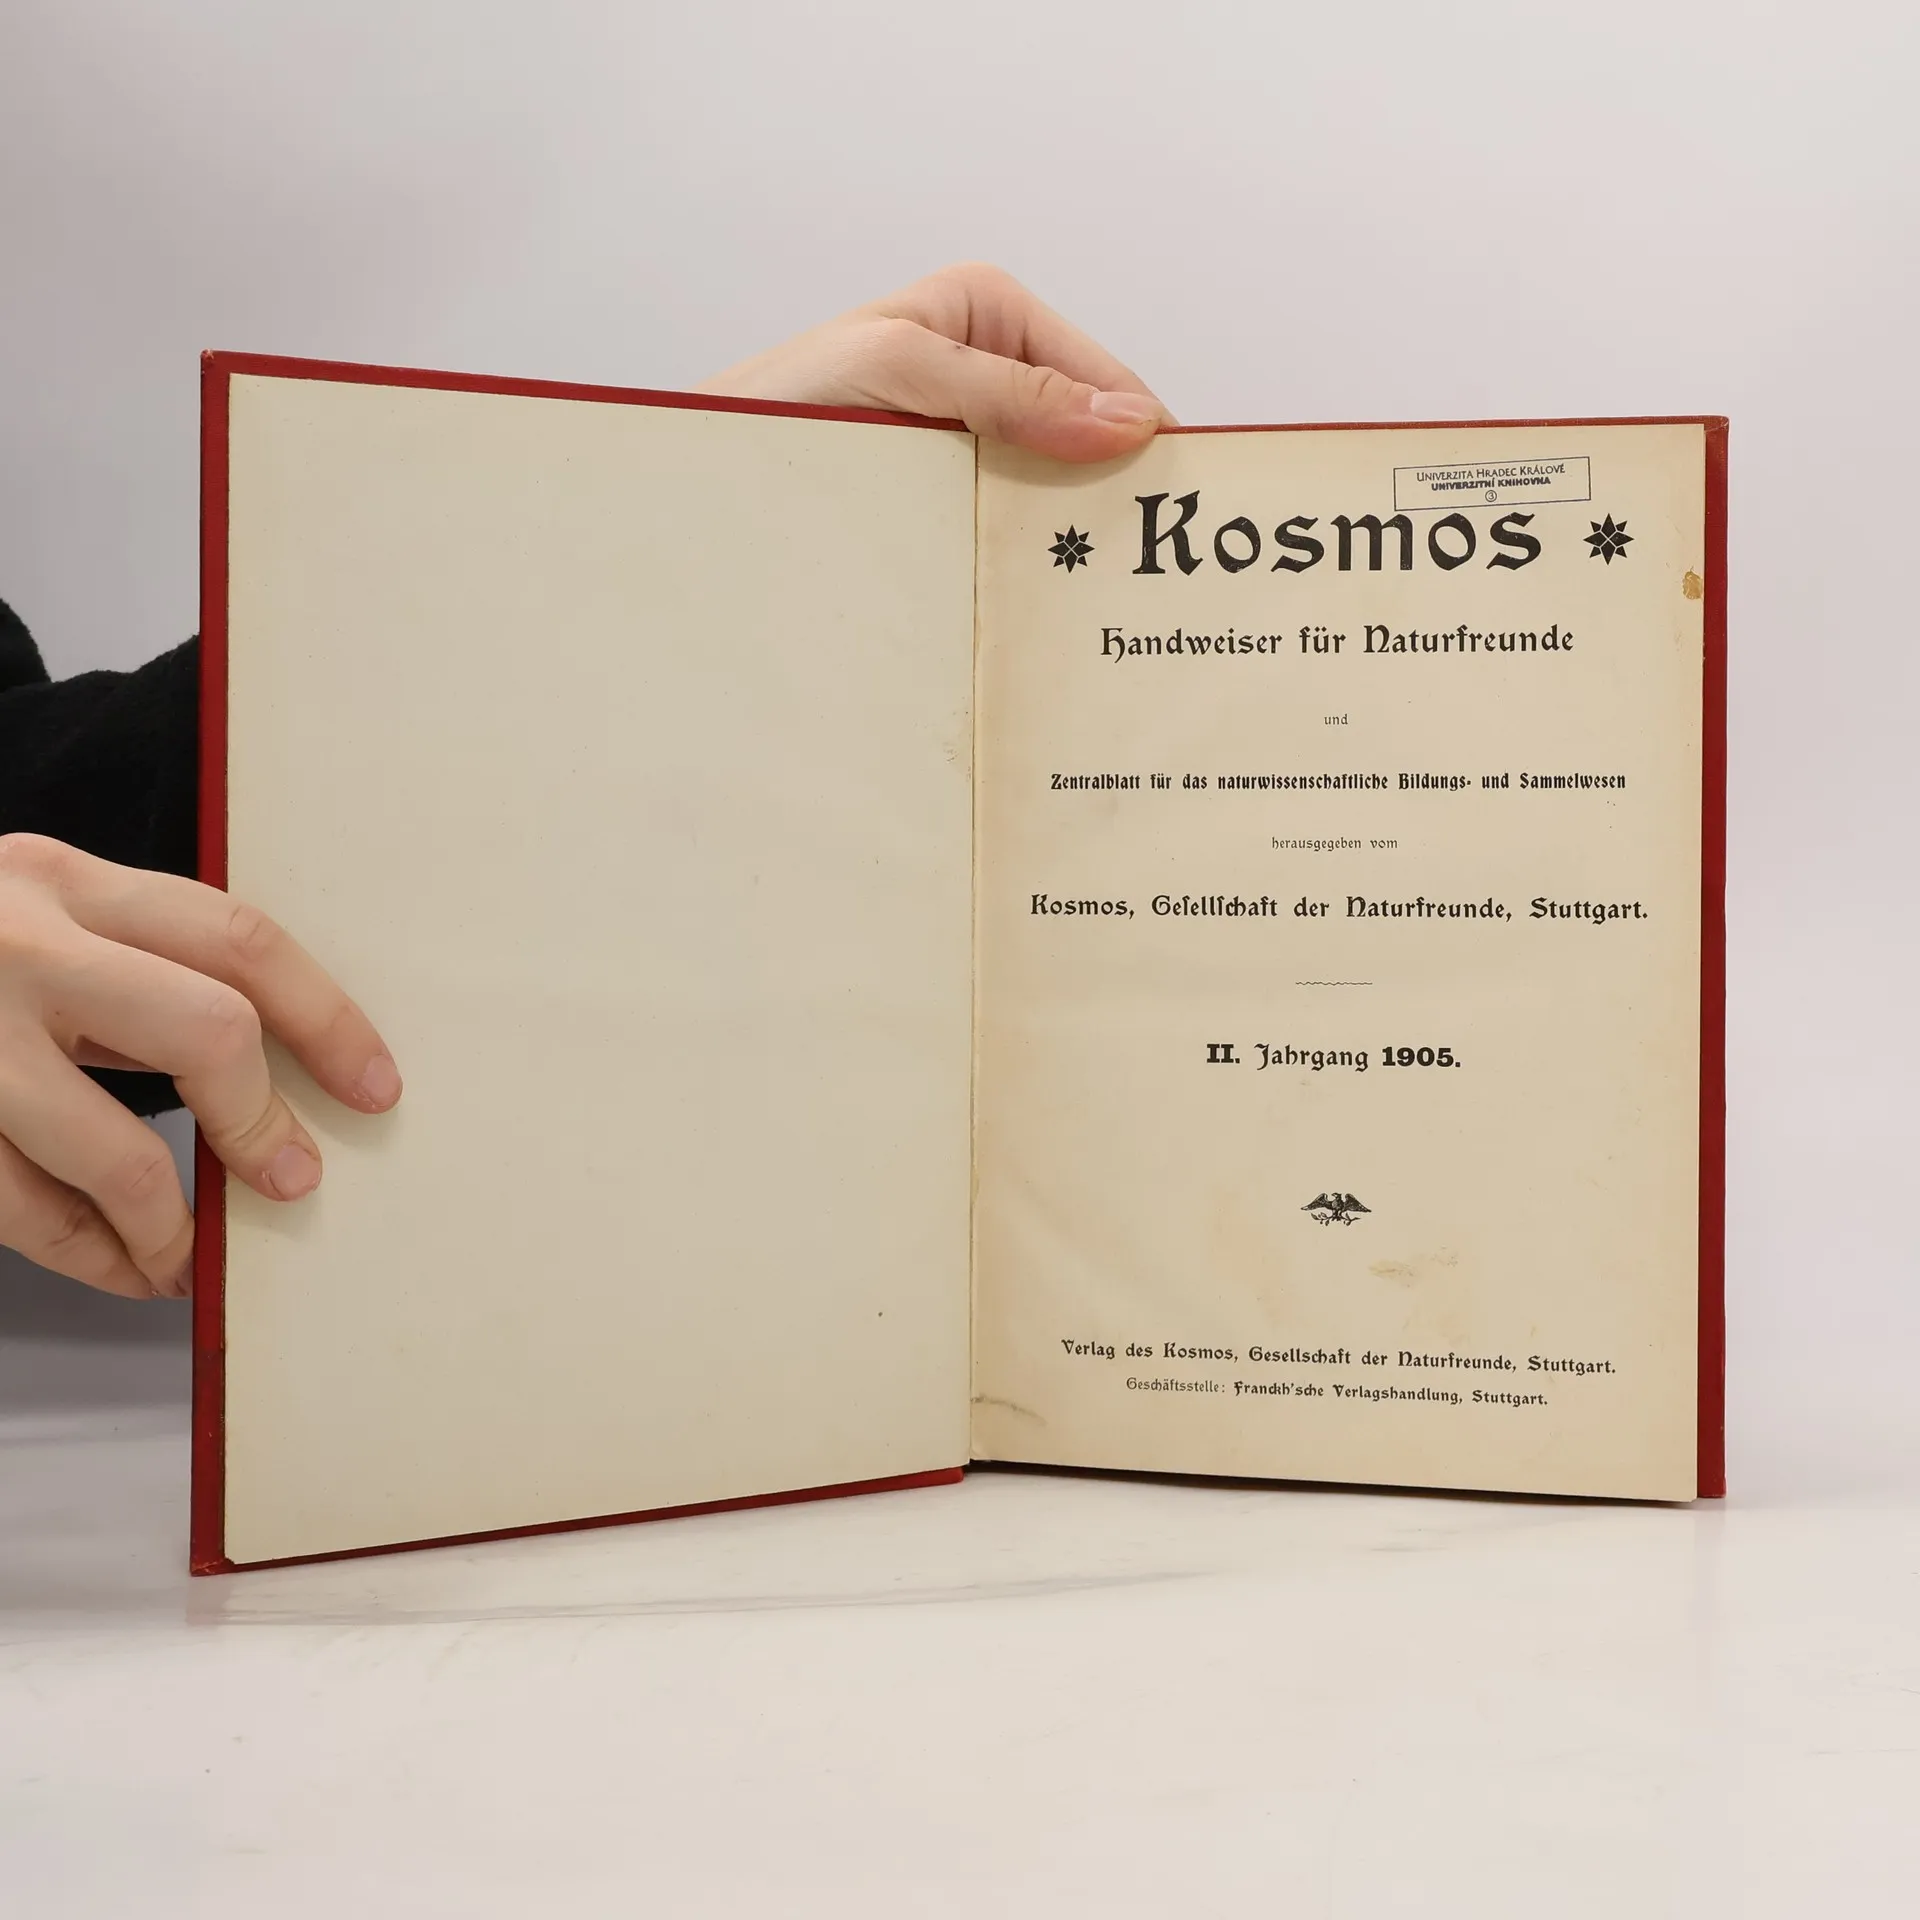 UNIVERZITA HRADEC KRÁLOVÉ
UNIVERZITNÍ KNIHOVNA
3
Kosmos
Handweiser für Naturfreunde
und
Zentralblatt für das naturwissenschaftliche Bildungs- und Sammelwesen
herausgegeben vom
Kosmos, Geſellſchaft der Naturfreunde, Stuttgart.
II. Jahrgang 1905.
Verlag des Kosmos, Gesellschaft der Naturfreunde, Stuttgart.
Geschäftsstelle: Franckh'sche Verlagshandlung, Stuttgart.